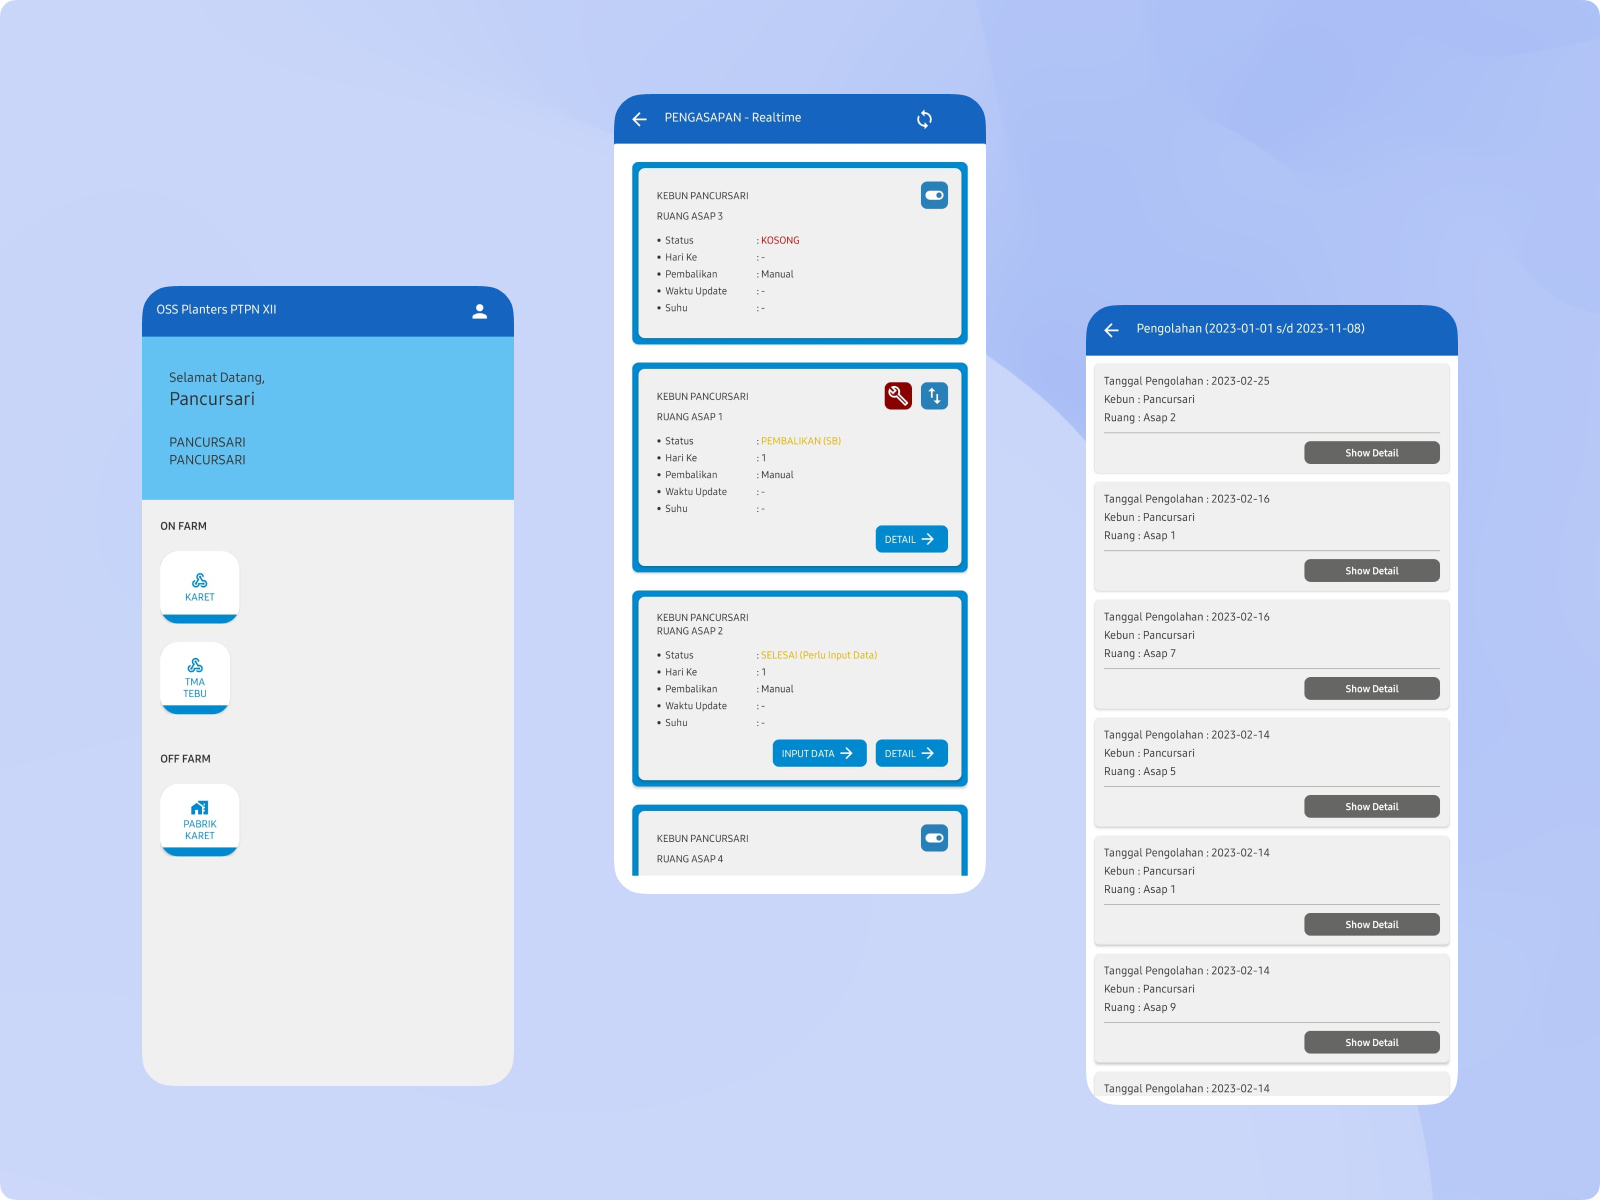 OSS Planters PTPN XII
Selamat Datang,
Pancursari
PANCURSARI
PANCURSARI
ON FARM
KARET
TMA
TEBU
OFF FARM
PABRIK
KARET
PENGASAPAN - Realtime
KEBUN PANCURSARI
RUANG ASAP 3
• Status : KOSONG
• Hari Ke : -
• Pembalikan : Manual
• Waktu Update : -
• Suhu : -
KEBUN PANCURSARI
RUANG ASAP 1
• Status : PEMBALIKAN (SB)
• Hari Ke : 1
• Pembalikan : Manual
• Waktu Update : -
• Suhu : -
DETAIL
KEBUN PANCURSARI
RUANG ASAP 2
• Status : SELESAI (Perlu Input Data)
• Hari Ke : 1
• Pembalikan : Manual
• Waktu Update : -
• Suhu : -
INPUT DATA DETAIL
KEBUN PANCURSARI
RUANG ASAP 4
Pengolahan (2023-01-01 s/d 2023-11-08)
Tanggal Pengolahan : 2023-02-25
Kebun : Pancursari
Ruang : Asap 2
Show Detail
Tanggal Pengolahan : 2023-02-16
Kebun : Pancursari
Ruang : Asap 1
Show Detail
Tanggal Pengolahan : 2023-02-16
Kebun : Pancursari
Ruang : Asap 7
Show Detail
Tanggal Pengolahan : 2023-02-14
Kebun : Pancursari
Ruang : Asap 5
Show Detail
Tanggal Pengolahan : 2023-02-14
Kebun : Pancursari
Ruang : Asap 1
Show Detail
Tanggal Pengolahan : 2023-02-14
Kebun : Pancursari
Ruang : Asap 9
Show Detail
Tanggal Pengolahan : 2023-02-14